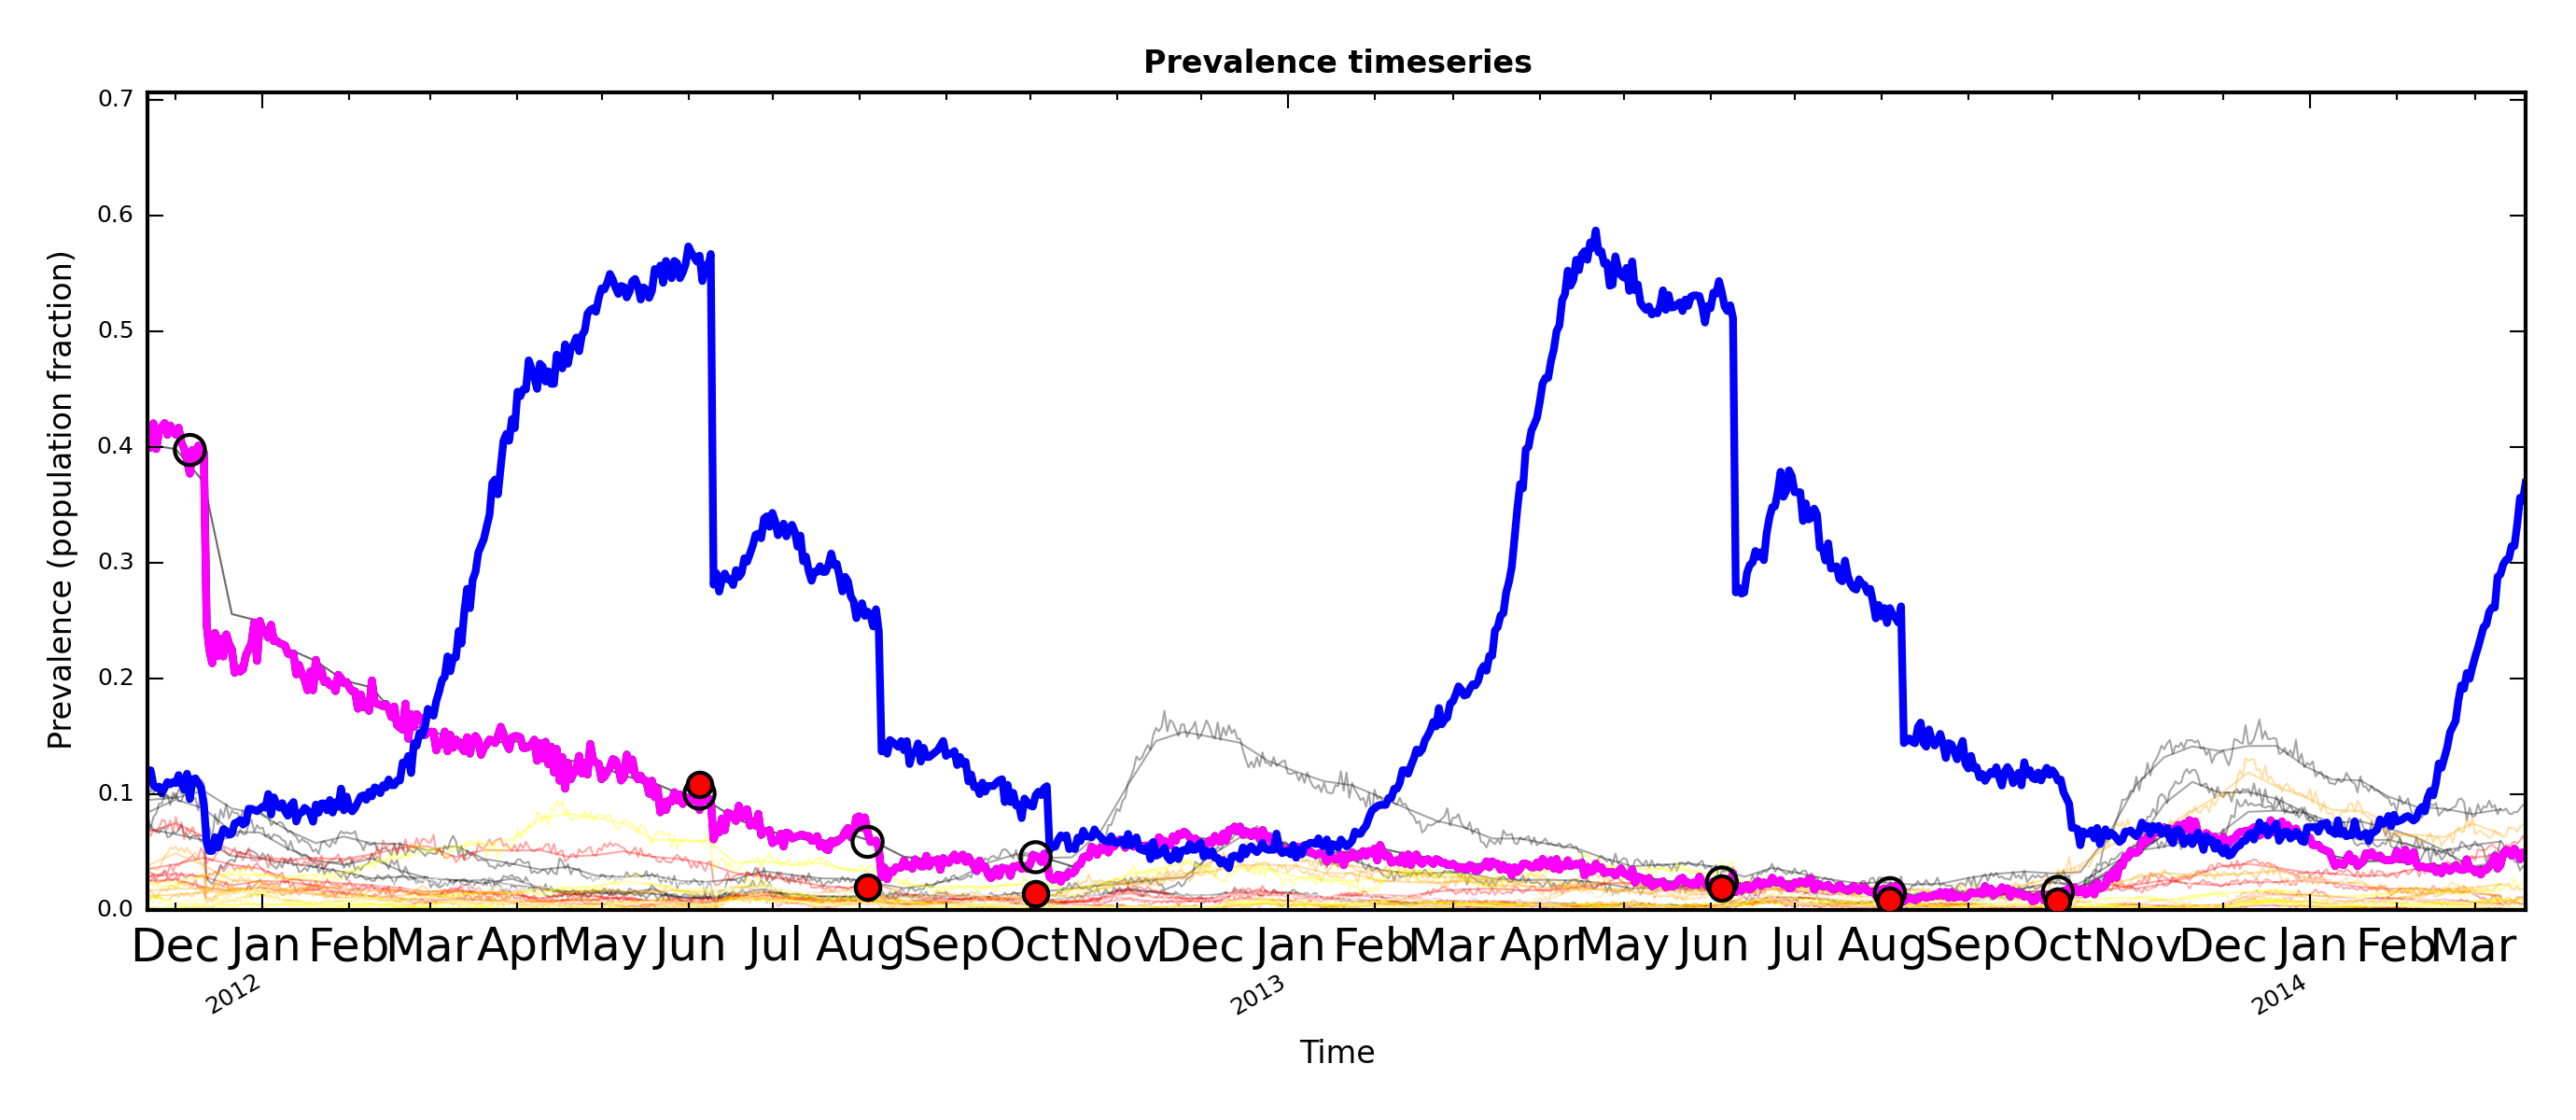 Prevalence timeseries
Prevalence (population fraction)
0.7
0.6
0.5
0.4
0.3
0.2
0.1
0.0
Dec Jan Feb Mar Apr May Jun Jul Aug Sep Oct Nov Dec Jan Feb Mar Apr May Jun Jul Aug Sep Oct Nov Dec Jan Feb Mar
2012 2013 2014
Time